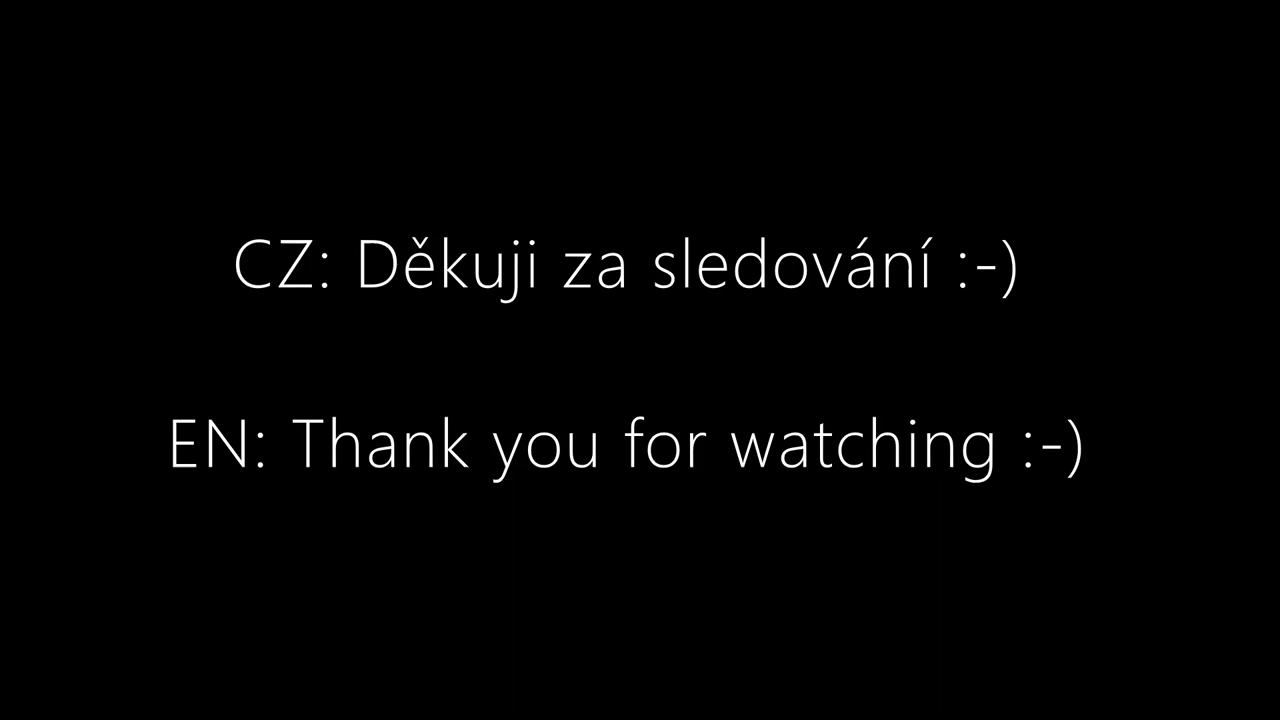 CZ: Děkuji za sledování :-)
EN: Thank you for watching :-)